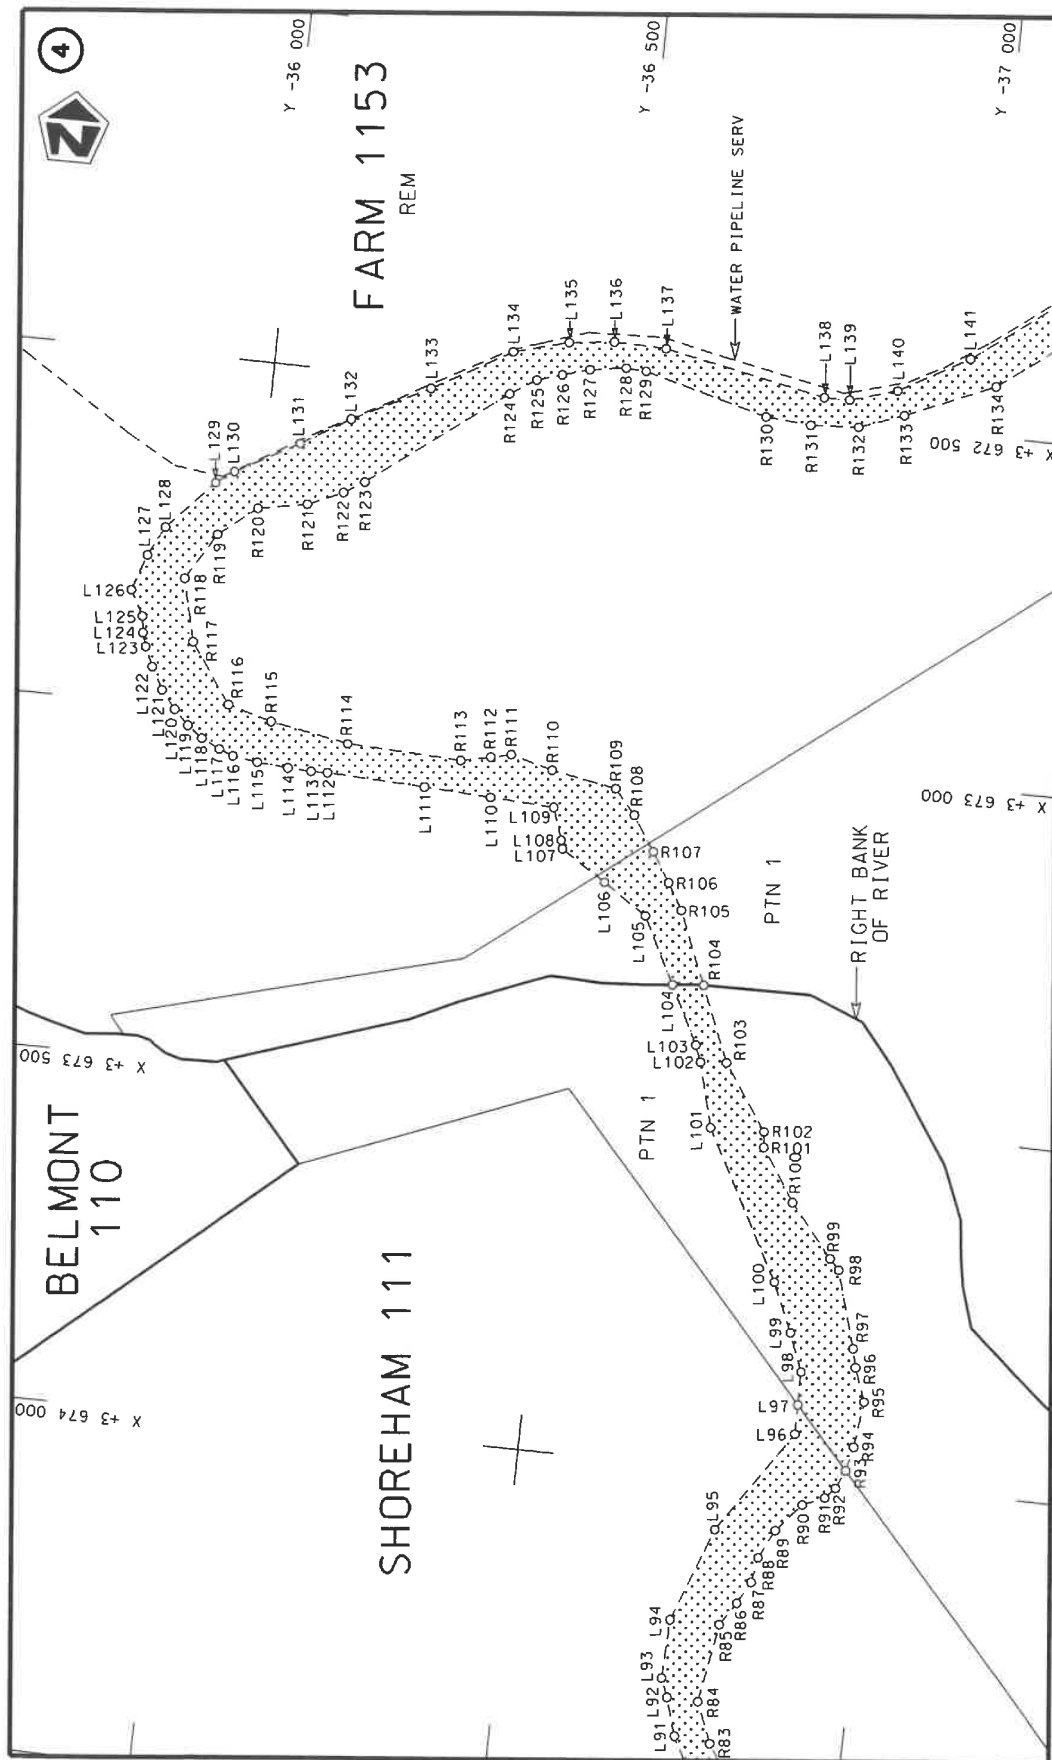 4
N
Y -36 000
Y -36 500
Y -37 000
FARM 1153
REM
WATER PIPELINE SERV
BELMONT
110
SHOREHAM 111
PTN 1
PTN 1
RIGHT BANK
OF RIVER
X +3 672 500
X +3 673 000
X +3 673 500
X +3 674 000
L91
L92
L93
L94
L95
L96
L97
L98
L99
L100
L101
L102
L103
L104
L105
L106
L107
L108
L109
L110
L111
L112
L113
L114
L115
L116
L117
L118
L119
L120
L121
L122
L123
L124
L125
L126
L127
L128
L129
L130
L131
L132
L133
L134
L135
L136
L137
L138
L139
L140
L141
R83
R84
R85
R86
R87
R88
R89
R90
R91
R92
R93
R94
R95
R96
R97
R98
R99
R100
R101
R102
R103
R104
R105
R106
R107
R108
R109
R110
R111
R112
R113
R114
R115
R116
R117
R118
R119
R120
R121
R122
R123
R124
R125
R126
R127
R128
R129
R130
R131
R132
R133
R134